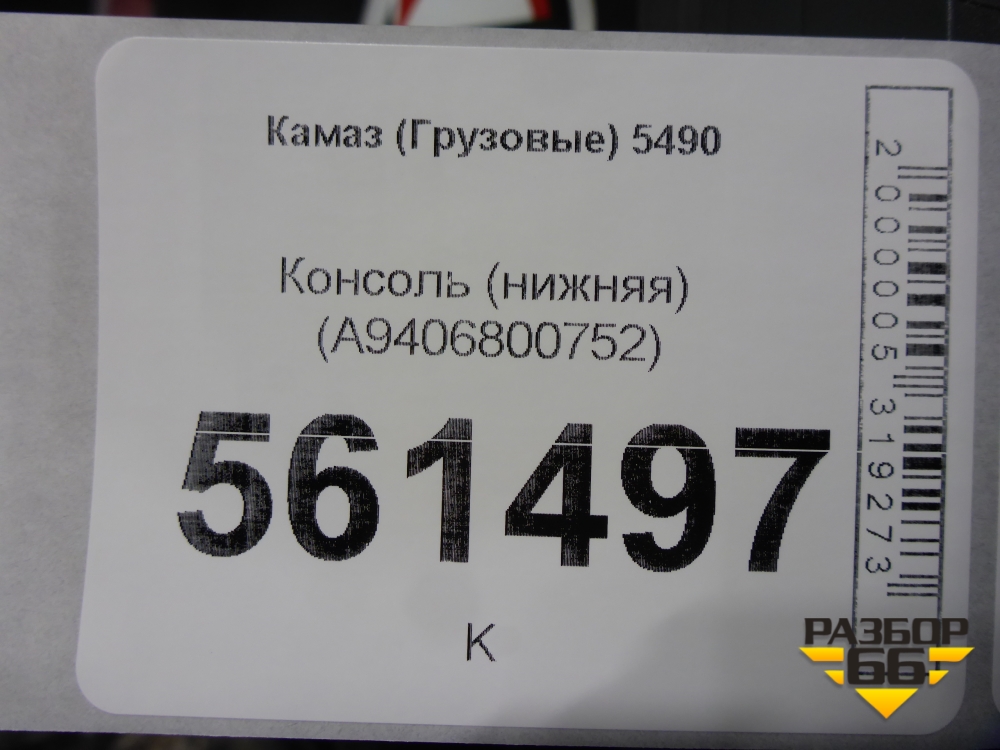 Камаз (Грузовые) 5490
Консоль (нижняя)
(A9406800752)
561497
К
2000005319273
РАЗБОР
66